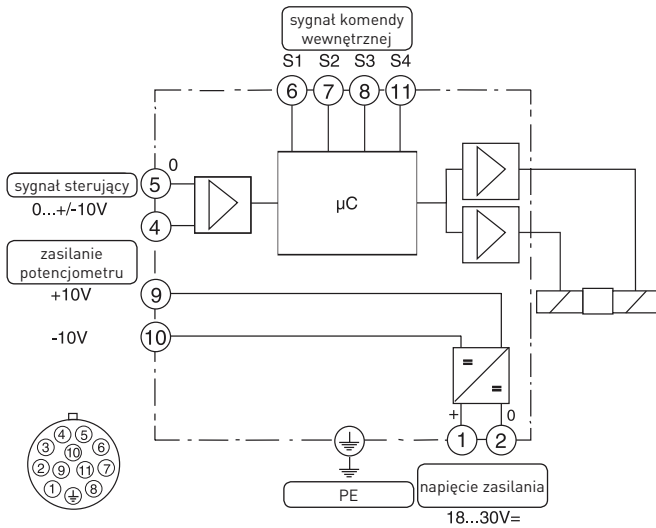 sygnał komendy
wewnętrznej
S1 S2 S3 S4
6 7 8 11
0
5
sygnał sterujący
0...+/-10V
4
µC
zasilanie
potencjometru
+10V
9
-10V
10
=
=
+ 0
1 2
PE
napięcie zasilania
18...30V=
4 5
3 10 6
2 9 11 7
1 8